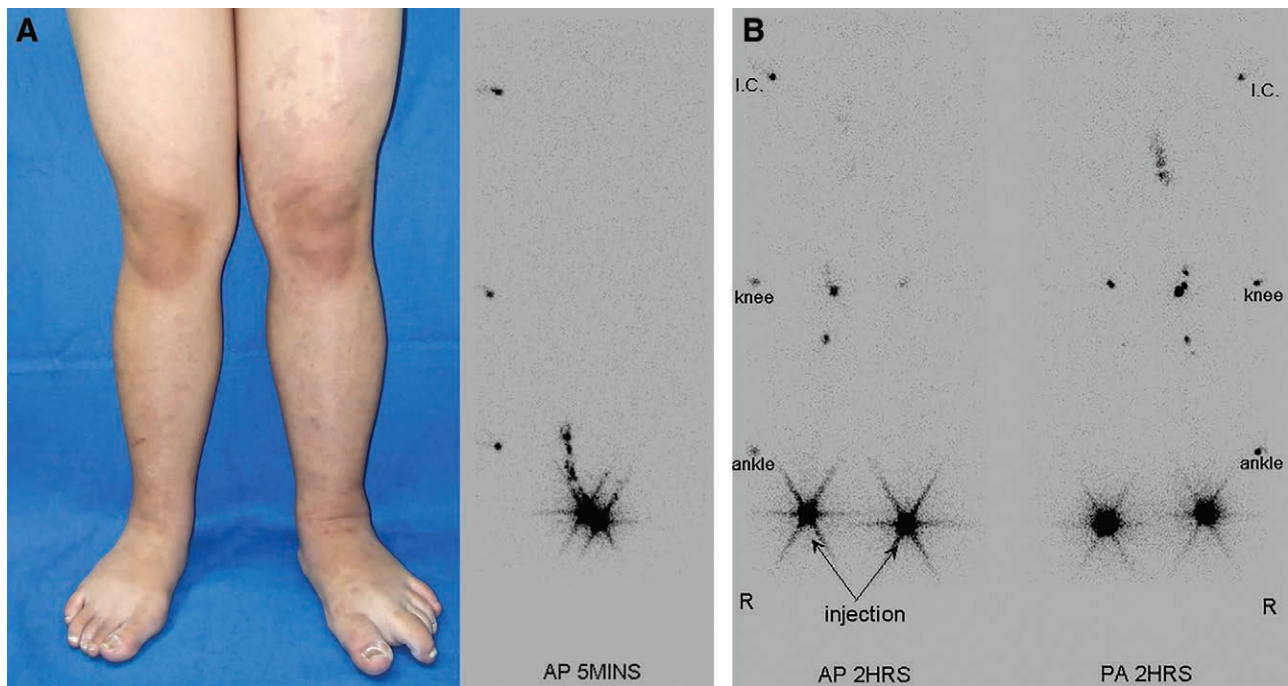 A
AP 5MINS
B
I.C.
I.C.
knee
knee
ankle
ankle
R
injection
R
AP 2HRS
PA 2HRS